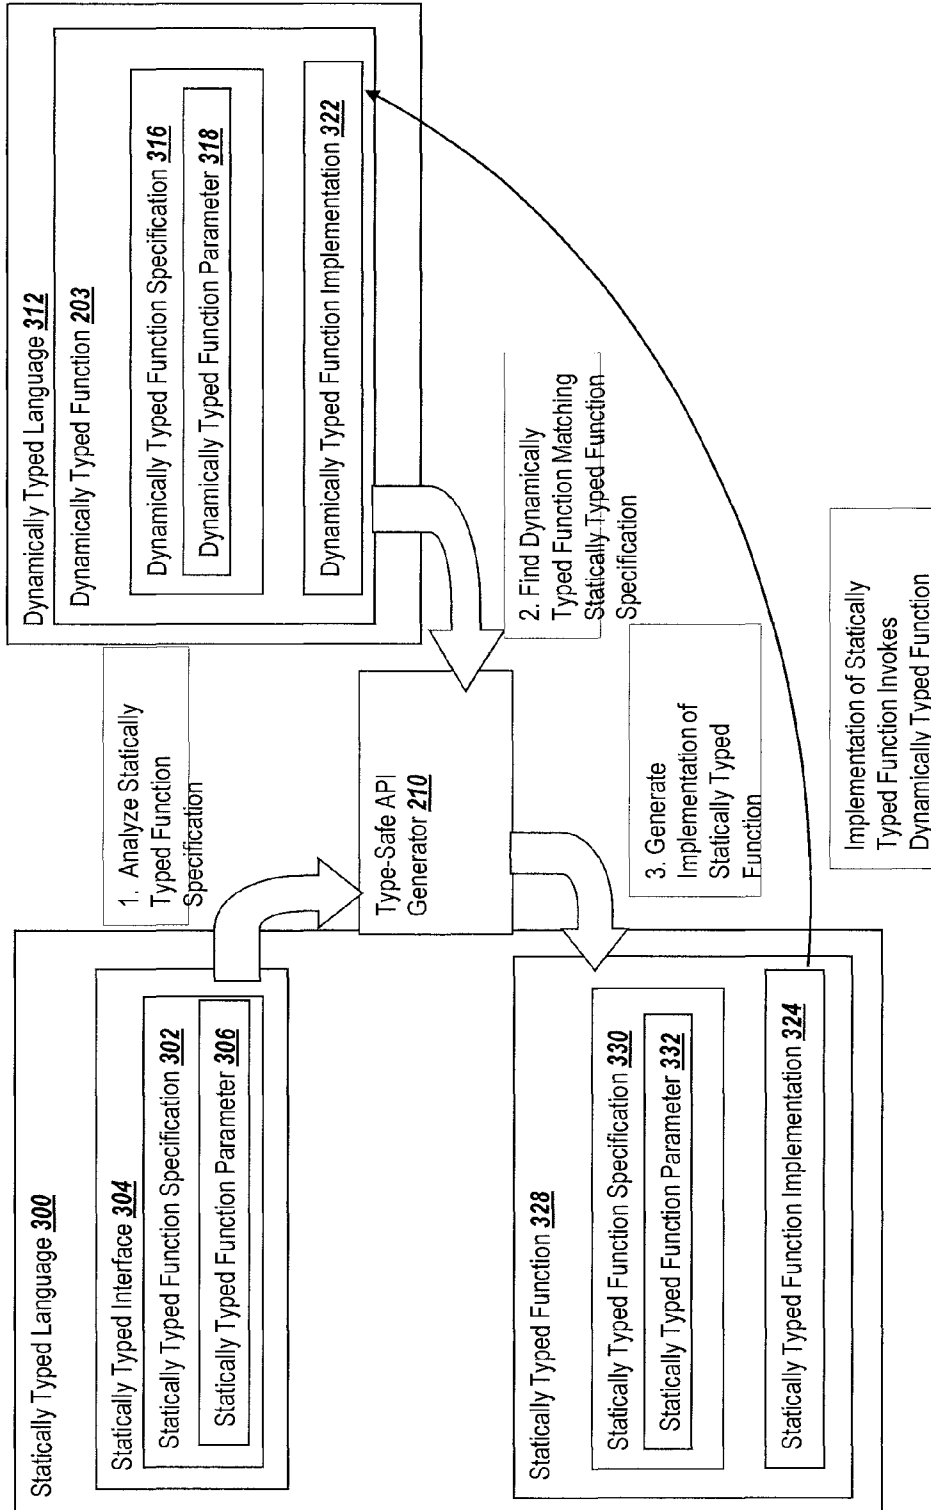 Statically Typed Language 300
Statically Typed Interface 304
Statically Typed Function Specification 302
Statically Typed Function Parameter 306
1. Analyze Statically
Typed Function
Specification
Dynamically Typed Language 312
Dynamically Typed Function 203
Dynamically Typed Function Specification 316
Dynamically Typed Function Parameter 318
Dynamically Typed Function Implementation 322
Type-Safe API
Generator 210
2. Find Dynamically
Typed Function Matching
Statically Typed Function
Specification
Statically Typed Function 328
Statically Typed Function Specification 330
Statically Typed Function Parameter 332
Statically Typed Function Implementation 324
3. Generate
Implementation of
Statically Typed
Function
Implementation of Statically
Typed Function Invokes
Dynamically Typed Function